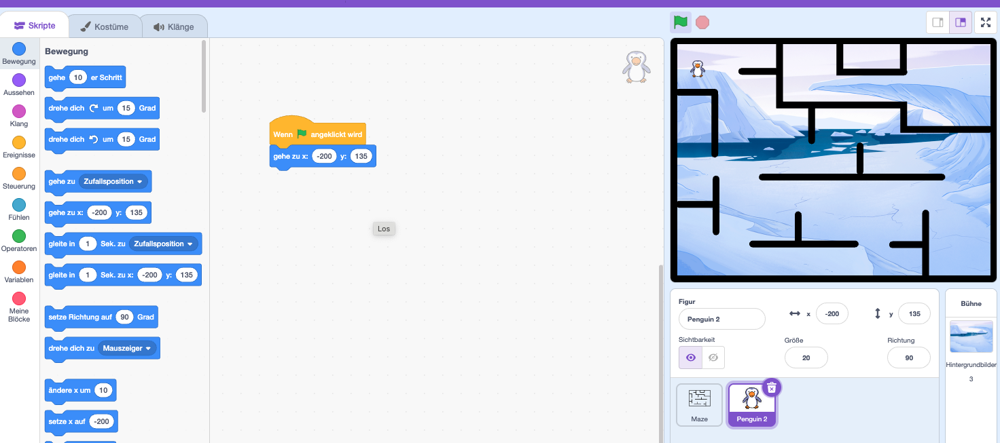 Skripte
Kostüme
Klänge
Bewegung
Aussehen
Klang
Ereignisse
Steuerung
Fühlen
Operatoren
Variablen
Meine
Blöcke
Bewegung
gehe 10 er Schritt
drehe dich um 15 Grad
drehe dich um 15 Grad
gehe zu Zufallsposition
gehe zu x: -200 y: 135
gleite in 1 Sek. zu Zufallsposition
gleite in 1 Sek. zu x: -200 y: 135
setze Richtung auf 90 Grad
drehe dich zu Mauszeiger
ändere x um 10
setze x auf -200
Wenn angeklickt wird
gehe zu x: -200 y: 135
Los
Figur
Penguin 2
x -200
y 135
Sichtbarkeit
Größe
20
Richtung
90
Maze
Penguin 2
Bühne
Hintergrundbilder
3